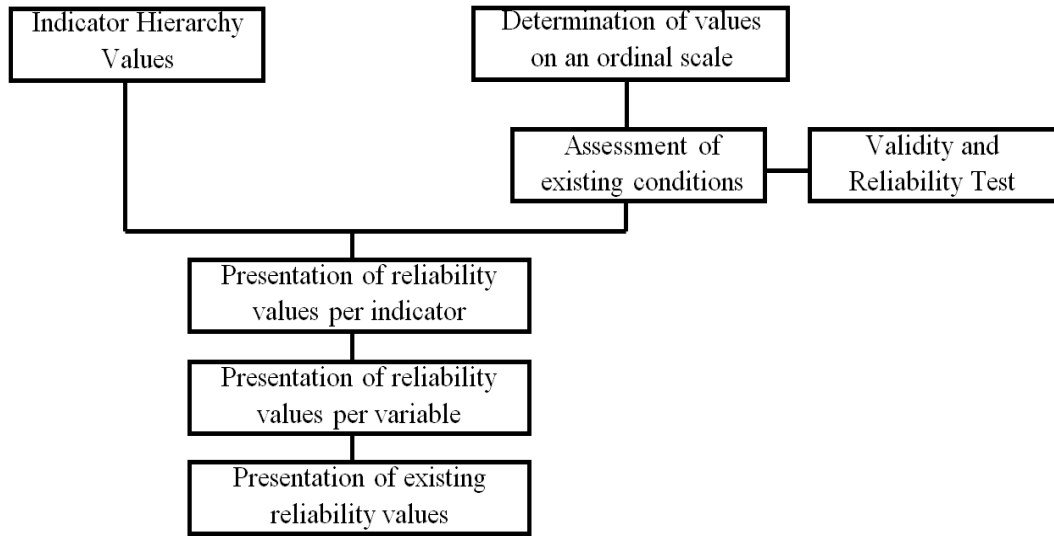 Indicator Hierarchy
Values
Determination of values
on an ordinal scale
Assessment of
existing conditions
Validity and
Reliability Test
Presentation of reliability
values per indicator
Presentation of reliability
values per variable
Presentation of existing
reliability values